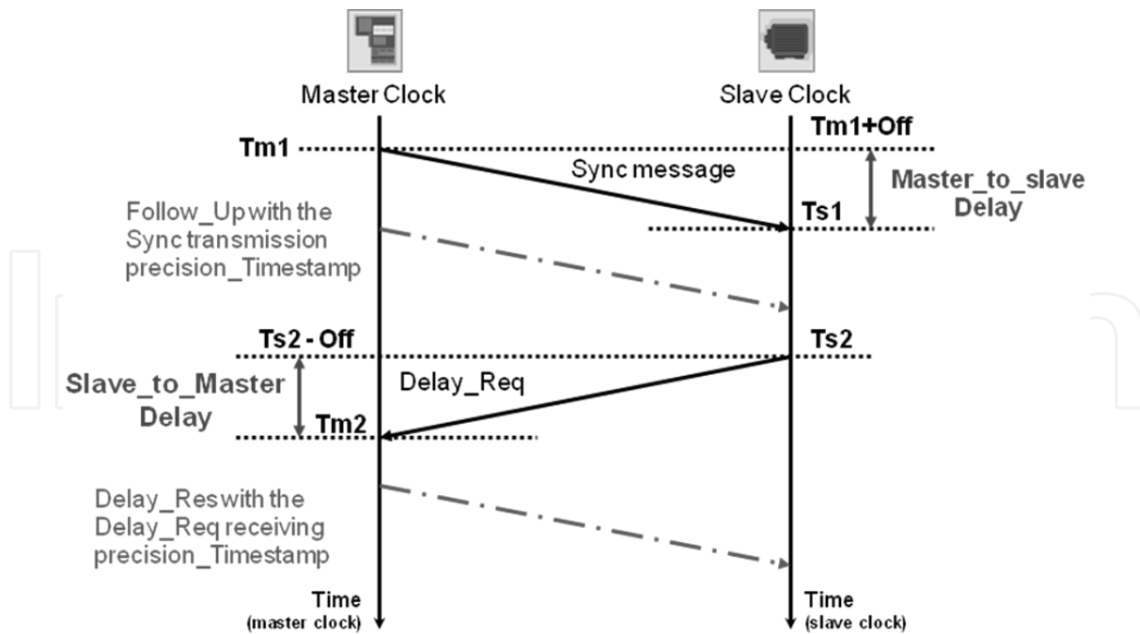 Master Clock
Slave Clock
Tm1+Off
Tm1
Sync message
Master_to_slave
Delay
Ts1
Follow_Up with the
Sync transmission
precision_Timestamp
Ts2 - Off
Ts2
Slave_to_Master
Delay
Delay_Req
Tm2
Delay_Res with the
Delay_Req receiving
precision_Timestamp
Time
(master clock)
Time
(slave clock)